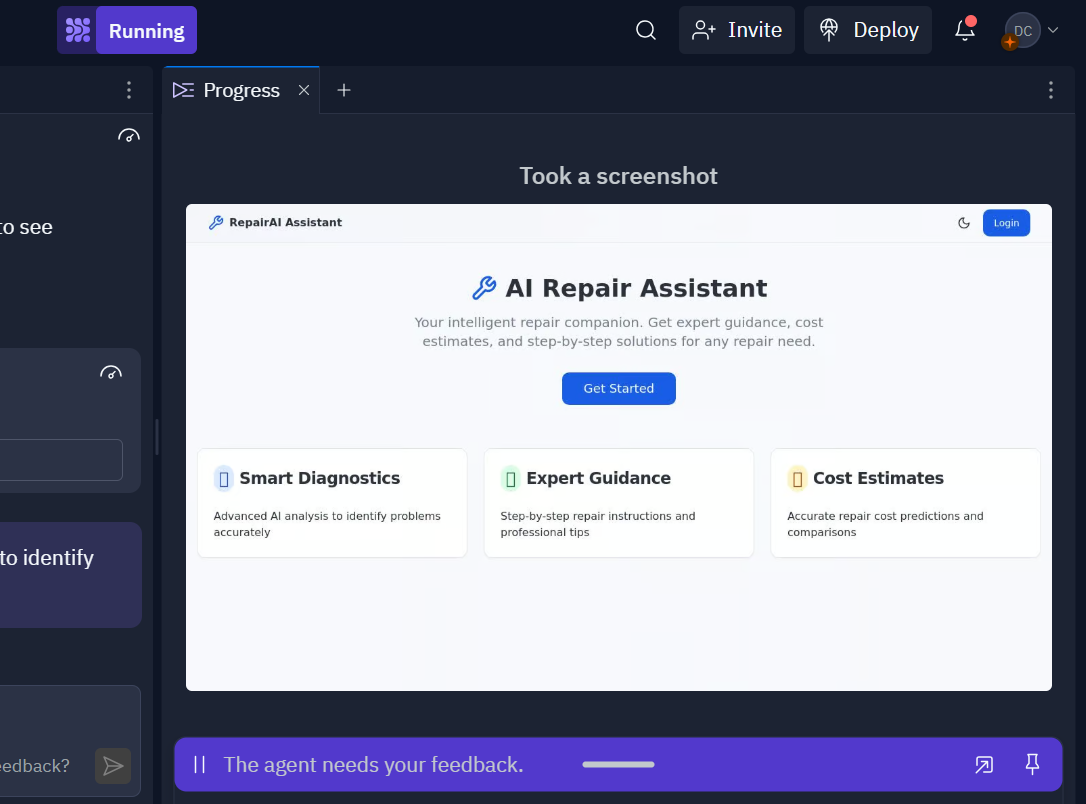 Running
Invite
Deploy
DC
Progress
to see
to identify
eedback?
Took a screenshot
RepairAI Assistant
Login
AI Repair Assistant
Your intelligent repair companion. Get expert guidance, cost
estimates, and step-by-step solutions for any repair need.
Get Started
Smart Diagnostics
Advanced AI analysis to identify problems
accurately
Expert Guidance
Step-by-step repair instructions and
professional tips
Cost Estimates
Accurate repair cost predictions and
comparisons
The agent needs your feedback.